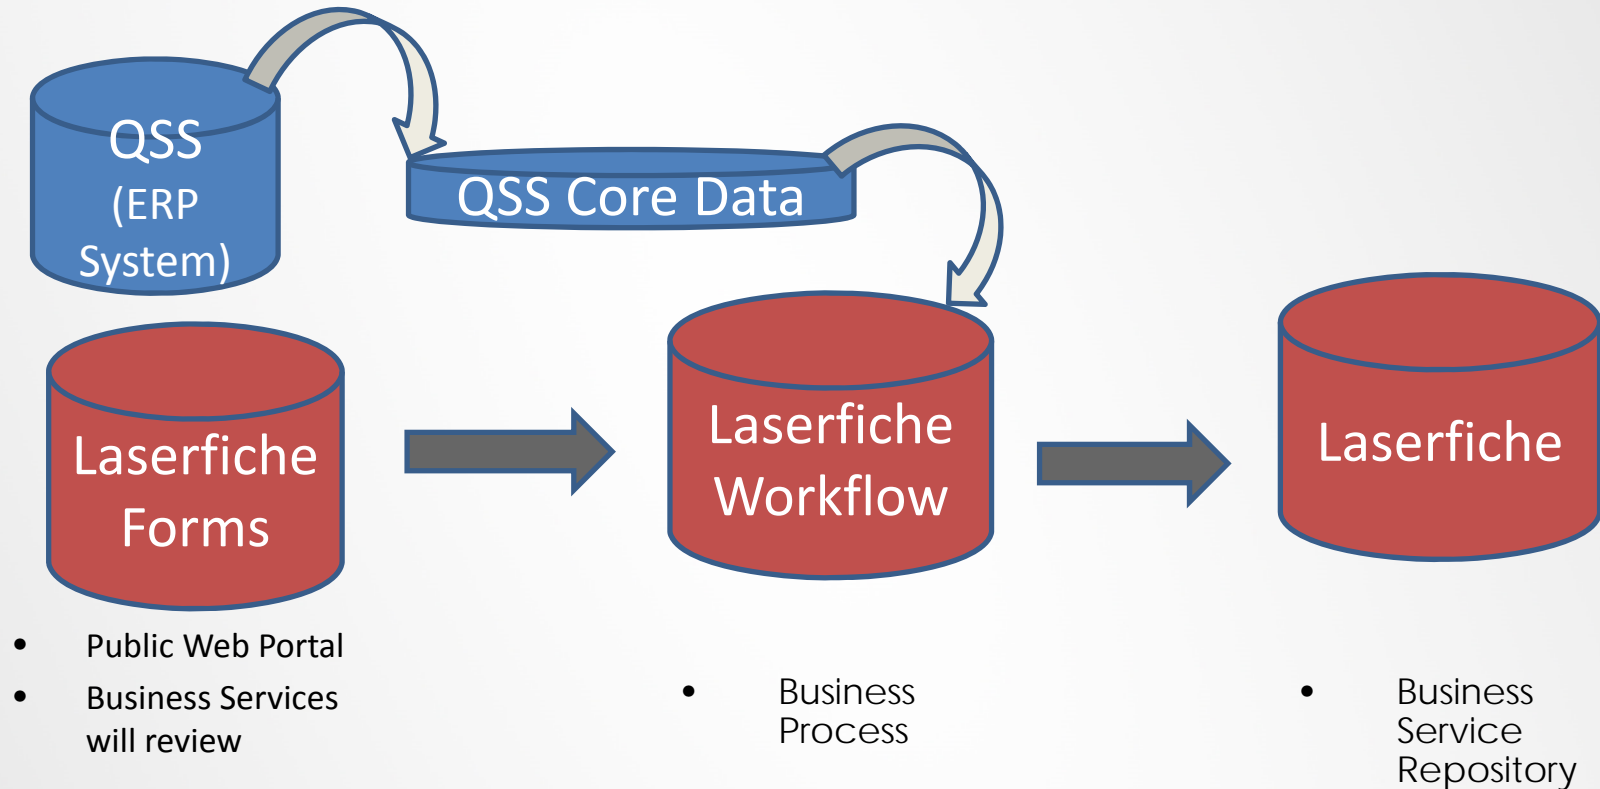 QSS
(ERP
System)
QSS Core Data
Laserfiche
Forms
Laserfiche
Workflow
Laserfiche
• Public Web Portal
• Business Services
will review
• Business
Process
• Business
Service
Repository